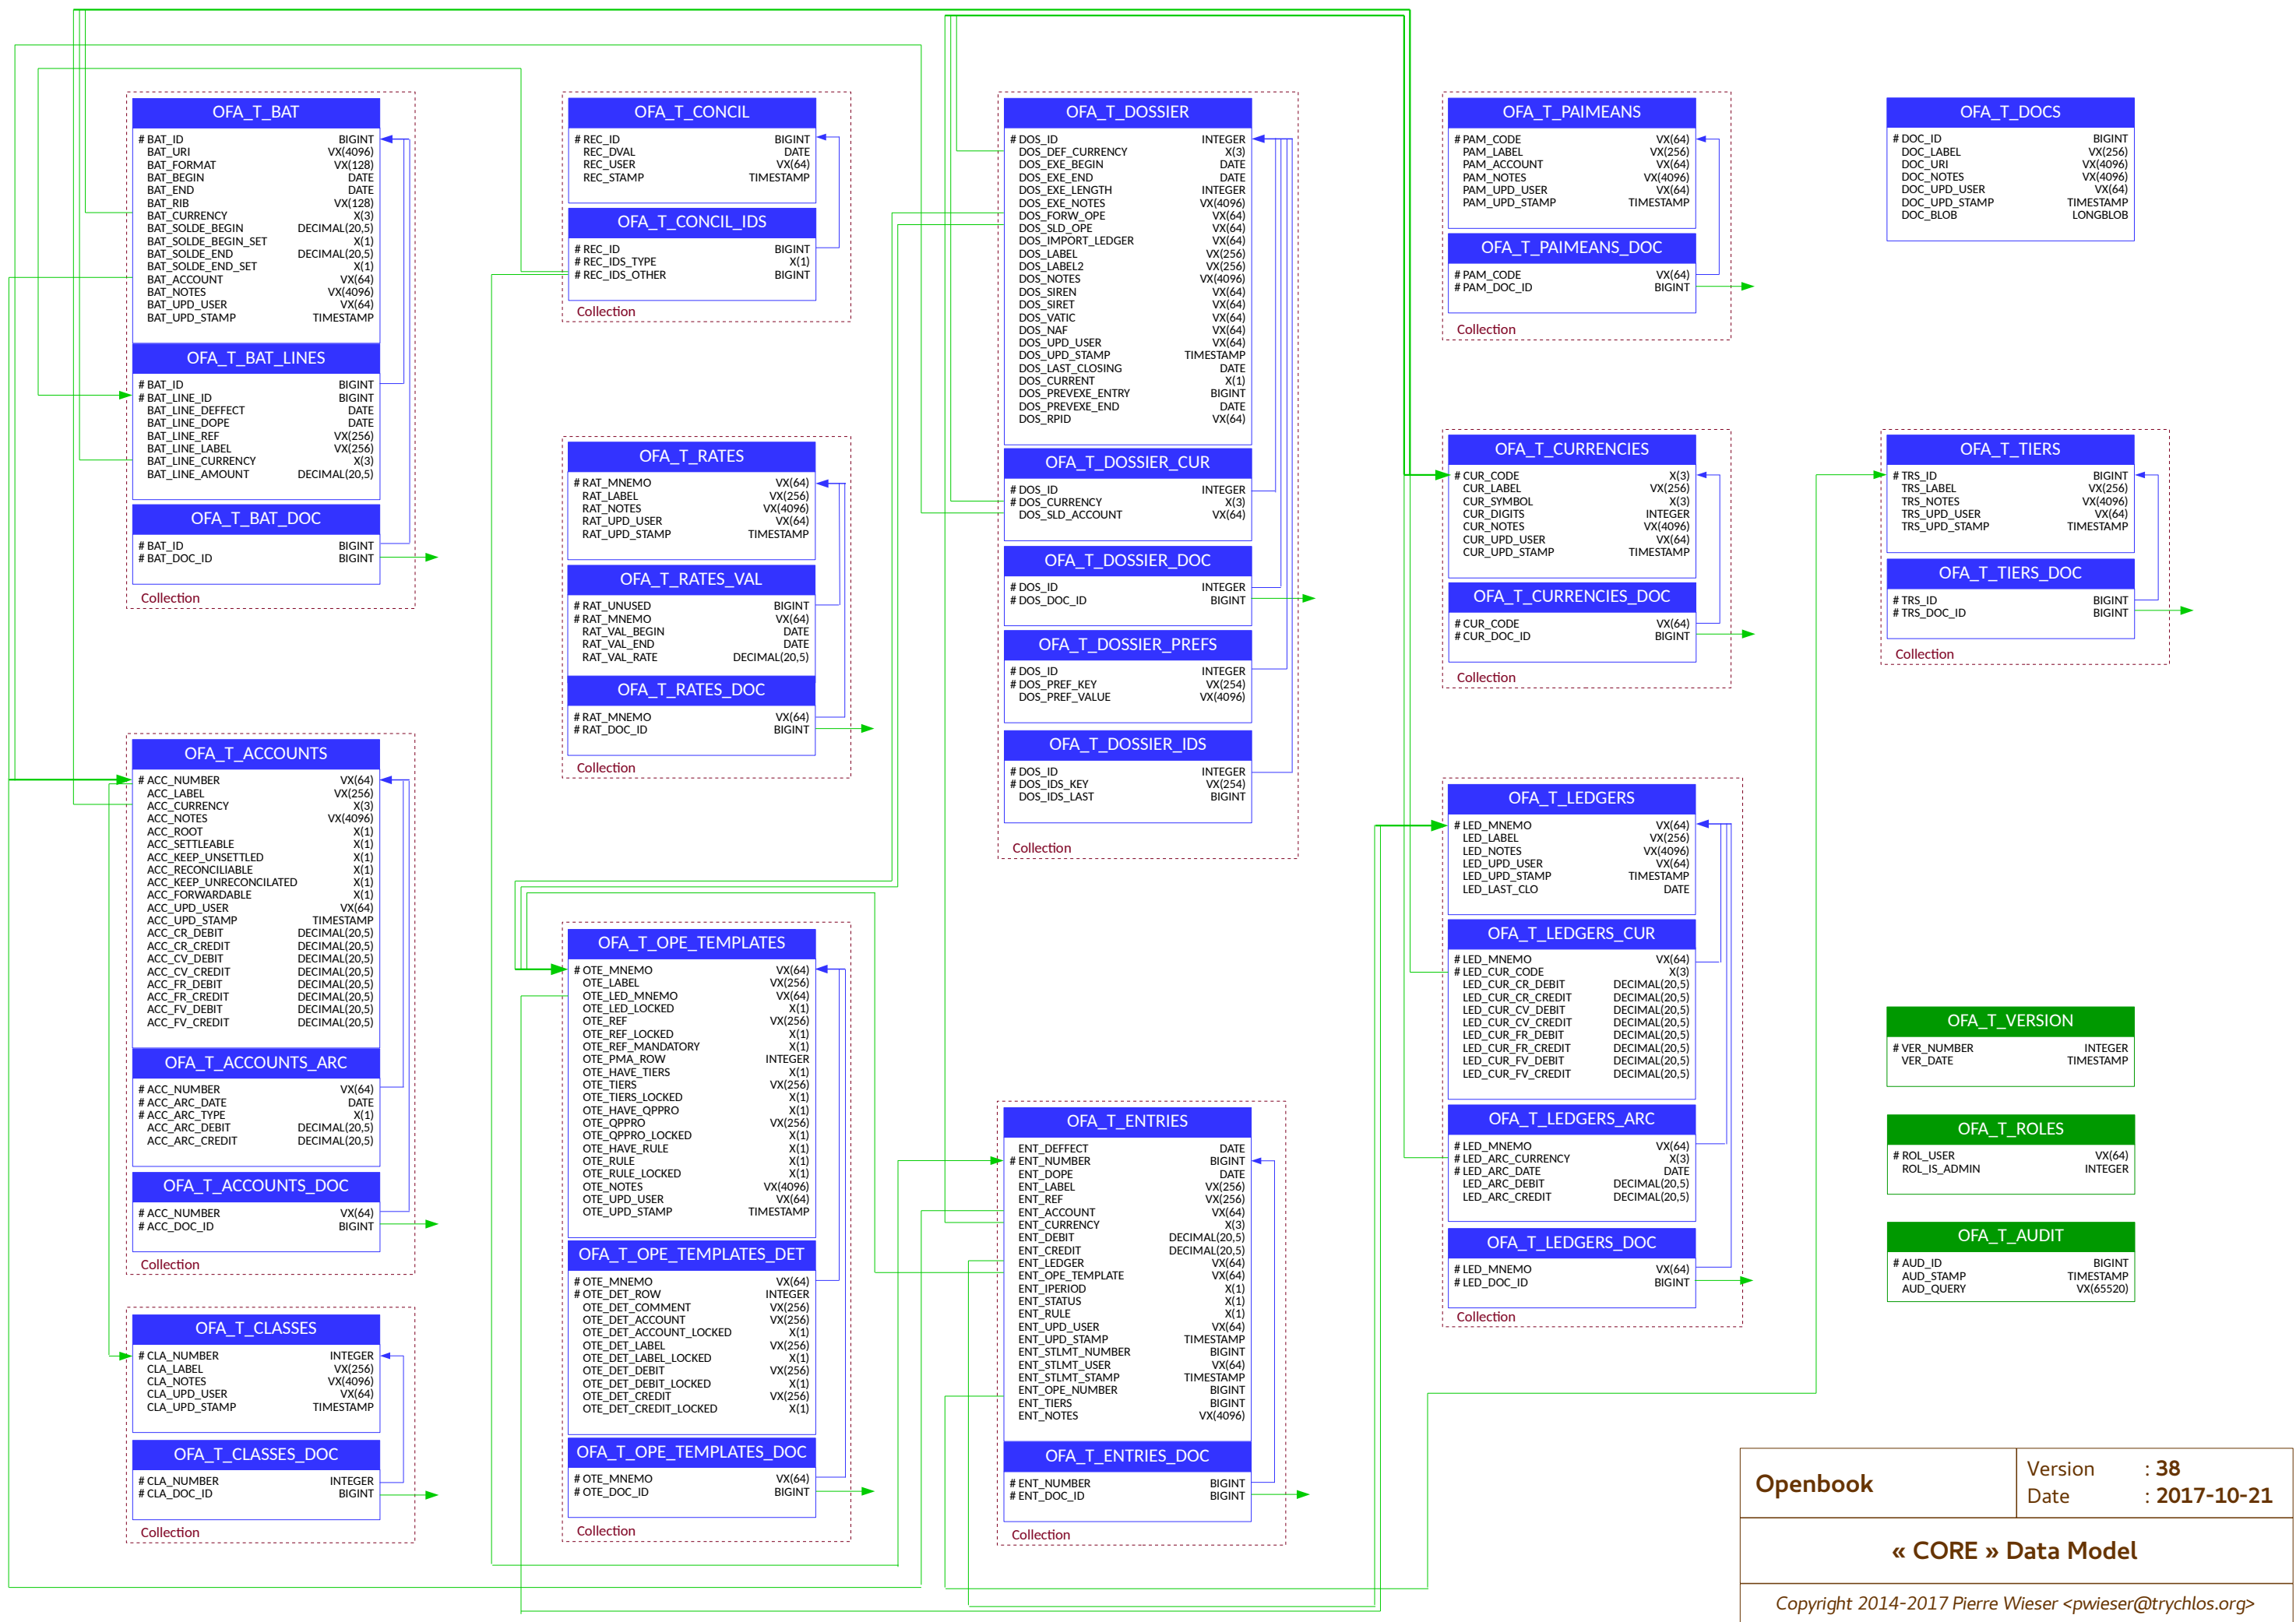 OFA_T_BAT
# BAT_ID BIGINT
BAT_URI VX(4096)
BAT_FORMAT VX(128)
BAT_BEGIN DATE
BAT_END DATE
BAT_RIB VX(128)
BAT_CURRENCY X(3)
BAT_SOLDE_BEGIN DECIMAL(20,5)
BAT_SOLDE_BEGIN_SET X(1)
BAT_SOLDE_END DECIMAL(20,5)
BAT_SOLDE_END_SET X(1)
BAT_ACCOUNT VX(64)
BAT_NOTES VX(4096)
BAT_UPD_USER VX(64)
BAT_UPD_STAMP TIMESTAMP
OFA_T_BAT_LINES
# BAT_ID BIGINT
# BAT_LINE_ID BIGINT
BAT_LINE_DEFFECT DATE
BAT_LINE_DOPE DATE
BAT_LINE_REF VX(256)
BAT_LINE_LABEL VX(256)
BAT_LINE_CURRENCY X(3)
BAT_LINE_AMOUNT DECIMAL(20,5)
OFA_T_BAT_DOC
# BAT_ID BIGINT
# BAT_DOC_ID BIGINT
Collection
OFA_T_ACCOUNTS
# ACC_NUMBER VX(64)
ACC_LABEL VX(256)
ACC_CURRENCY X(3)
ACC_NOTES VX(4096)
ACC_ROOT X(1)
ACC_SETTLEABLE X(1)
ACC_KEEP_UNSETTLED X(1)
ACC_RECONCILIABLE X(1)
ACC_KEEP_UNRECONCILATED X(1)
ACC_FORWARDABLE X(1)
ACC_UPD_USER VX(64)
ACC_UPD_STAMP TIMESTAMP
ACC_CR_DEBIT DECIMAL(20,5)
ACC_CR_CREDIT DECIMAL(20,5)
ACC_CV_DEBIT DECIMAL(20,5)
ACC_CV_CREDIT DECIMAL(20,5)
ACC_FR_DEBIT DECIMAL(20,5)
ACC_FR_CREDIT DECIMAL(20,5)
ACC_FV_DEBIT DECIMAL(20,5)
ACC_FV_CREDIT DECIMAL(20,5)
OFA_T_ACCOUNTS_ARC
# ACC_NUMBER VX(64)
# ACC_ARC_DATE DATE
# ACC_ARC_TYPE X(1)
ACC_ARC_DEBIT DECIMAL(20,5)
ACC_ARC_CREDIT DECIMAL(20,5)
OFA_T_ACCOUNTS_DOC
# ACC_NUMBER VX(64)
# ACC_DOC_ID BIGINT
Collection
OFA_T_CLASSES
# CLA_NUMBER INTEGER
CLA_LABEL VX(256)
CLA_NOTES VX(4096)
CLA_UPD_USER VX(64)
CLA_UPD_STAMP TIMESTAMP
OFA_T_CLASSES_DOC
# CLA_NUMBER INTEGER
# CLA_DOC_ID BIGINT
Collection
OFA_T_CONCIL
# REC_ID BIGINT
REC_DVAL DATE
REC_USER VX(64)
REC_STAMP TIMESTAMP
OFA_T_CONCIL_IDS
# REC_ID BIGINT
# REC_IDS_TYPE X(1)
# REC_IDS_OTHER BIGINT
Collection
OFA_T_RATES
# RAT_MNEMO VX(64)
RAT_LABEL VX(256)
RAT_NOTES VX(4096)
RAT_UPD_USER VX(64)
RAT_UPD_STAMP TIMESTAMP
OFA_T_RATES_VAL
# RAT_UNUSED BIGINT
# RAT_MNEMO VX(64)
RAT_VAL_BEGIN DATE
RAT_VAL_END DATE
RAT_VAL_RATE DECIMAL(20,5)
OFA_T_RATES_DOC
# RAT_MNEMO VX(64)
# RAT_DOC_ID BIGINT
Collection
OFA_T_OPE_TEMPLATES
# OTE_MNEMO VX(64)
OTE_LABEL VX(256)
OTE_LED_MNEMO VX(64)
OTE_LED_LOCKED X(1)
OTE_REF VX(256)
OTE_REF_LOCKED X(1)
OTE_REF_MANDATORY X(1)
OTE_PMA_ROW INTEGER
OTE_HAVE_TIERS X(1)
OTE_TIERS VX(256)
OTE_TIERS_LOCKED X(1)
OTE_HAVE_QPPRO X(1)
OTE_QPPRO VX(256)
OTE_QPPRO_LOCKED X(1)
OTE_HAVE_RULE X(1)
OTE_RULE X(1)
OTE_RULE_LOCKED X(1)
OTE_NOTES VX(4096)
OTE_UPD_USER VX(64)
OTE_UPD_STAMP TIMESTAMP
OFA_T_OPE_TEMPLATES_DET
# OTE_MNEMO VX(64)
# OTE_DET_ROW INTEGER
OTE_DET_COMMENT VX(256)
OTE_DET_ACCOUNT VX(256)
OTE_DET_ACCOUNT_LOCKED X(1)
OTE_DET_LABEL VX(256)
OTE_DET_LABEL_LOCKED X(1)
OTE_DET_DEBIT VX(256)
OTE_DET_DEBIT_LOCKED X(1)
OTE_DET_CREDIT VX(256)
OTE_DET_CREDIT_LOCKED X(1)
OFA_T_OPE_TEMPLATES_DOC
# OTE_MNEMO VX(64)
# OTE_DOC_ID BIGINT
Collection
OFA_T_DOSSIER
# DOS_ID INTEGER
DOS_DEF_CURRENCY X(3)
DOS_EXE_BEGIN DATE
DOS_EXE_END DATE
DOS_EXE_LENGTH INTEGER
DOS_EXE_NOTES VX(4096)
DOS_FORW_OPE VX(64)
DOS_SLD_OPE VX(64)
DOS_IMPORT_LEDGER VX(64)
DOS_LABEL VX(256)
DOS_LABEL2 VX(256)
DOS_NOTES VX(4096)
DOS_SIREN VX(64)
DOS_SIRET VX(64)
DOS_VATIC VX(64)
DOS_NAF VX(64)
DOS_UPD_USER VX(64)
DOS_UPD_STAMP TIMESTAMP
DOS_LAST_CLOSING DATE
DOS_CURRENT X(1)
DOS_PREVEXE_ENTRY BIGINT
DOS_PREVEXE_END DATE
DOS_RPID VX(64)
OFA_T_DOSSIER_CUR
# DOS_ID INTEGER
# DOS_CURRENCY X(3)
DOS_SLD_ACCOUNT VX(64)
OFA_T_DOSSIER_DOC
# DOS_ID INTEGER
# DOS_DOC_ID BIGINT
OFA_T_DOSSIER_PREFS
# DOS_ID INTEGER
# DOS_PREF_KEY VX(254)
DOS_PREF_VALUE VX(4096)
OFA_T_DOSSIER_IDS
# DOS_ID INTEGER
# DOS_IDS_KEY VX(254)
DOS_IDS_LAST BIGINT
Collection
OFA_T_ENTRIES
ENT_DEFFECT DATE
# ENT_NUMBER BIGINT
ENT_DOPE DATE
ENT_LABEL VX(256)
ENT_REF VX(256)
ENT_ACCOUNT VX(64)
ENT_CURRENCY X(3)
ENT_DEBIT DECIMAL(20,5)
ENT_CREDIT DECIMAL(20,5)
ENT_LEDGER VX(64)
ENT_OPE_TEMPLATE VX(64)
ENT_IPERIOD X(1)
ENT_STATUS X(1)
ENT_RULE X(1)
ENT_UPD_USER VX(64)
ENT_UPD_STAMP TIMESTAMP
ENT_STLMT_NUMBER BIGINT
ENT_STLMT_USER VX(64)
ENT_STLMT_STAMP TIMESTAMP
ENT_OPE_NUMBER BIGINT
ENT_TIERS BIGINT
ENT_NOTES VX(4096)
OFA_T_ENTRIES_DOC
# ENT_NUMBER BIGINT
# ENT_DOC_ID BIGINT
Collection
OFA_T_PAIMEANS
# PAM_CODE VX(64)
PAM_LABEL VX(256)
PAM_ACCOUNT VX(64)
PAM_NOTES VX(4096)
PAM_UPD_USER VX(64)
PAM_UPD_STAMP TIMESTAMP
OFA_T_PAIMEANS_DOC
# PAM_CODE VX(64)
# PAM_DOC_ID BIGINT
Collection
OFA_T_CURRENCIES
# CUR_CODE X(3)
CUR_LABEL VX(256)
CUR_SYMBOL X(3)
CUR_DIGITS INTEGER
CUR_NOTES VX(4096)
CUR_UPD_USER VX(64)
CUR_UPD_STAMP TIMESTAMP
OFA_T_CURRENCIES_DOC
# CUR_CODE VX(64)
# CUR_DOC_ID BIGINT
Collection
OFA_T_LEDGERS
# LED_MNEMO VX(64)
LED_LABEL VX(256)
LED_NOTES VX(4096)
LED_UPD_USER VX(64)
LED_UPD_STAMP TIMESTAMP
LED_LAST_CLO DATE
OFA_T_LEDGERS_CUR
# LED_MNEMO VX(64)
# LED_CUR_CODE X(3)
LED_CUR_CR_DEBIT DECIMAL(20,5)
LED_CUR_CR_CREDIT DECIMAL(20,5)
LED_CUR_CV_DEBIT DECIMAL(20,5)
LED_CUR_CV_CREDIT DECIMAL(20,5)
LED_CUR_FR_DEBIT DECIMAL(20,5)
LED_CUR_FR_CREDIT DECIMAL(20,5)
LED_CUR_FV_DEBIT DECIMAL(20,5)
LED_CUR_FV_CREDIT DECIMAL(20,5)
OFA_T_LEDGERS_ARC
# LED_MNEMO VX(64)
# LED_ARC_CURRENCY X(3)
# LED_ARC_DATE DATE
LED_ARC_DEBIT DECIMAL(20,5)
LED_ARC_CREDIT DECIMAL(20,5)
OFA_T_LEDGERS_DOC
# LED_MNEMO VX(64)
# LED_DOC_ID BIGINT
Collection
OFA_T_DOCS
# DOC_ID BIGINT
DOC_LABEL VX(256)
DOC_URI VX(4096)
DOC_NOTES VX(4096)
DOC_UPD_USER VX(64)
DOC_UPD_STAMP TIMESTAMP
DOC_BLOB LONGBLOB
OFA_T_TIERS
# TRS_ID BIGINT
TRS_LABEL VX(256)
TRS_NOTES VX(4096)
TRS_UPD_USER VX(64)
TRS_UPD_STAMP TIMESTAMP
OFA_T_TIERS_DOC
# TRS_ID BIGINT
# TRS_DOC_ID BIGINT
Collection
OFA_T_VERSION
# VER_NUMBER INTEGER
VER_DATE TIMESTAMP
OFA_T_ROLES
# ROL_USER VX(64)
ROL_IS_ADMIN INTEGER
OFA_T_AUDIT
# AUD_ID BIGINT
AUD_STAMP TIMESTAMP
AUD_QUERY VX(65520)
Openbook
Version : 38
Date : 2017-10-21
« CORE » Data Model
Copyright 2014-2017 Pierre Wieser <pwieser@trychlos.org>